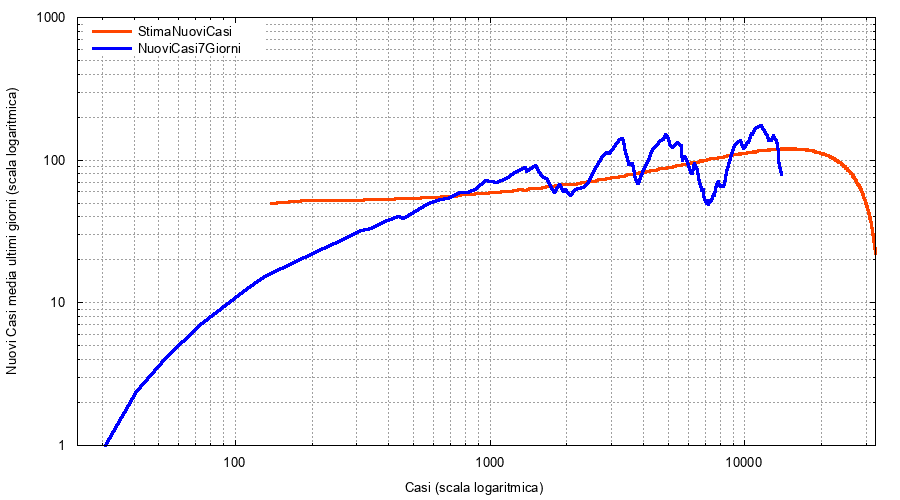 1000
StimaNuoviCasi
NuoviCasi7Giorni
100
10
1
Nuovi Casi media ultimi giorni (scala logaritmica)
100
1000
10000
Casi (scala logaritmica)